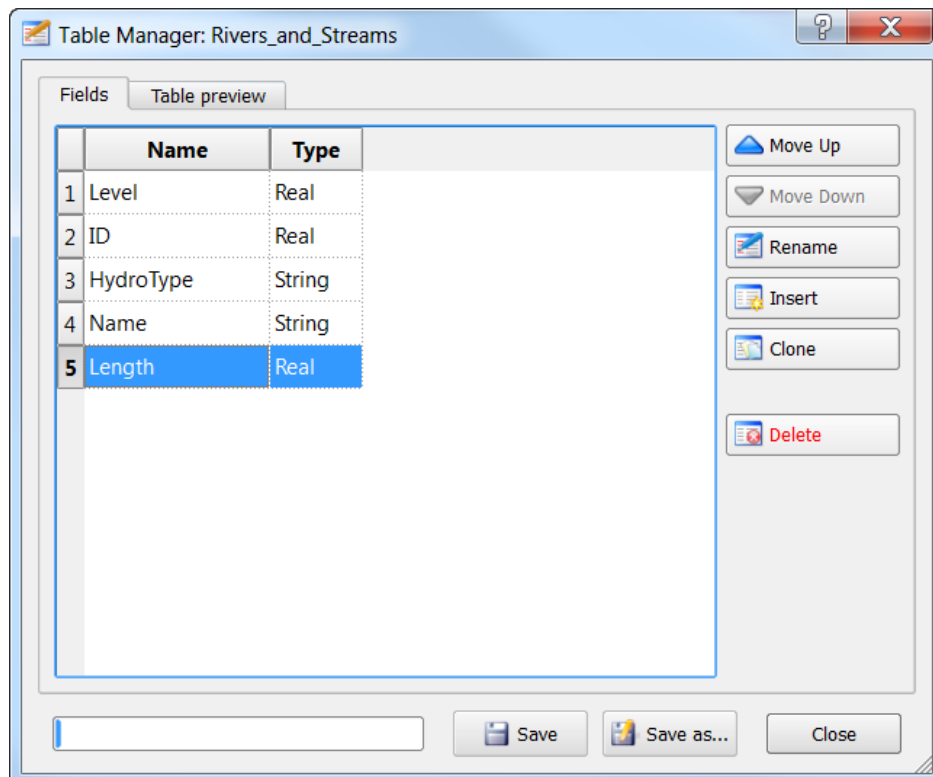 Table Manager: Rivers_and_Streams
Fields Table preview
Name Type
1 Level Real
2 ID Real
3 HydroType String
4 Name String
5 Length Real
Move Up
Move Down
Rename
Insert
Clone
Delete
Save Save as... Close